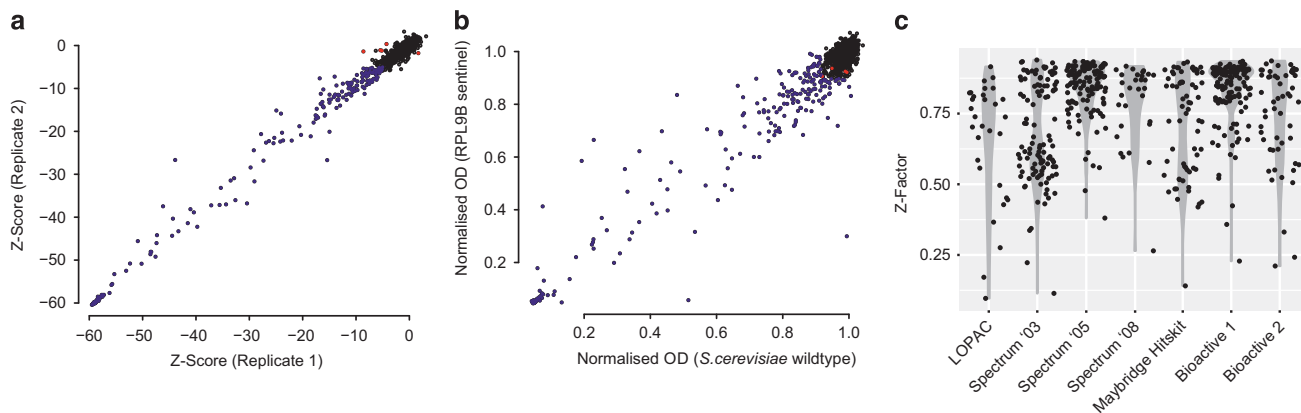 a
0
−10
−20
−30
−40
−50
−60
Z-Score (Replicate 2)
−60 −50 −40 −30 −20 −10 0
Z-Score (Replicate 1)
b
1.0
0.8
0.6
0.4
0.2
Normalised OD (RPL9B sentinel)
0.2 0.4 0.6 0.8 1.0
Normalised OD (S.cerevisiae wildtype)
c
0.75
0.50
0.25
Z-Factor
LOPAC
Spectrum '03
Spectrum '05
Spectrum '08
Maybridge Hitskit
Bioactive 1
Bioactive 2